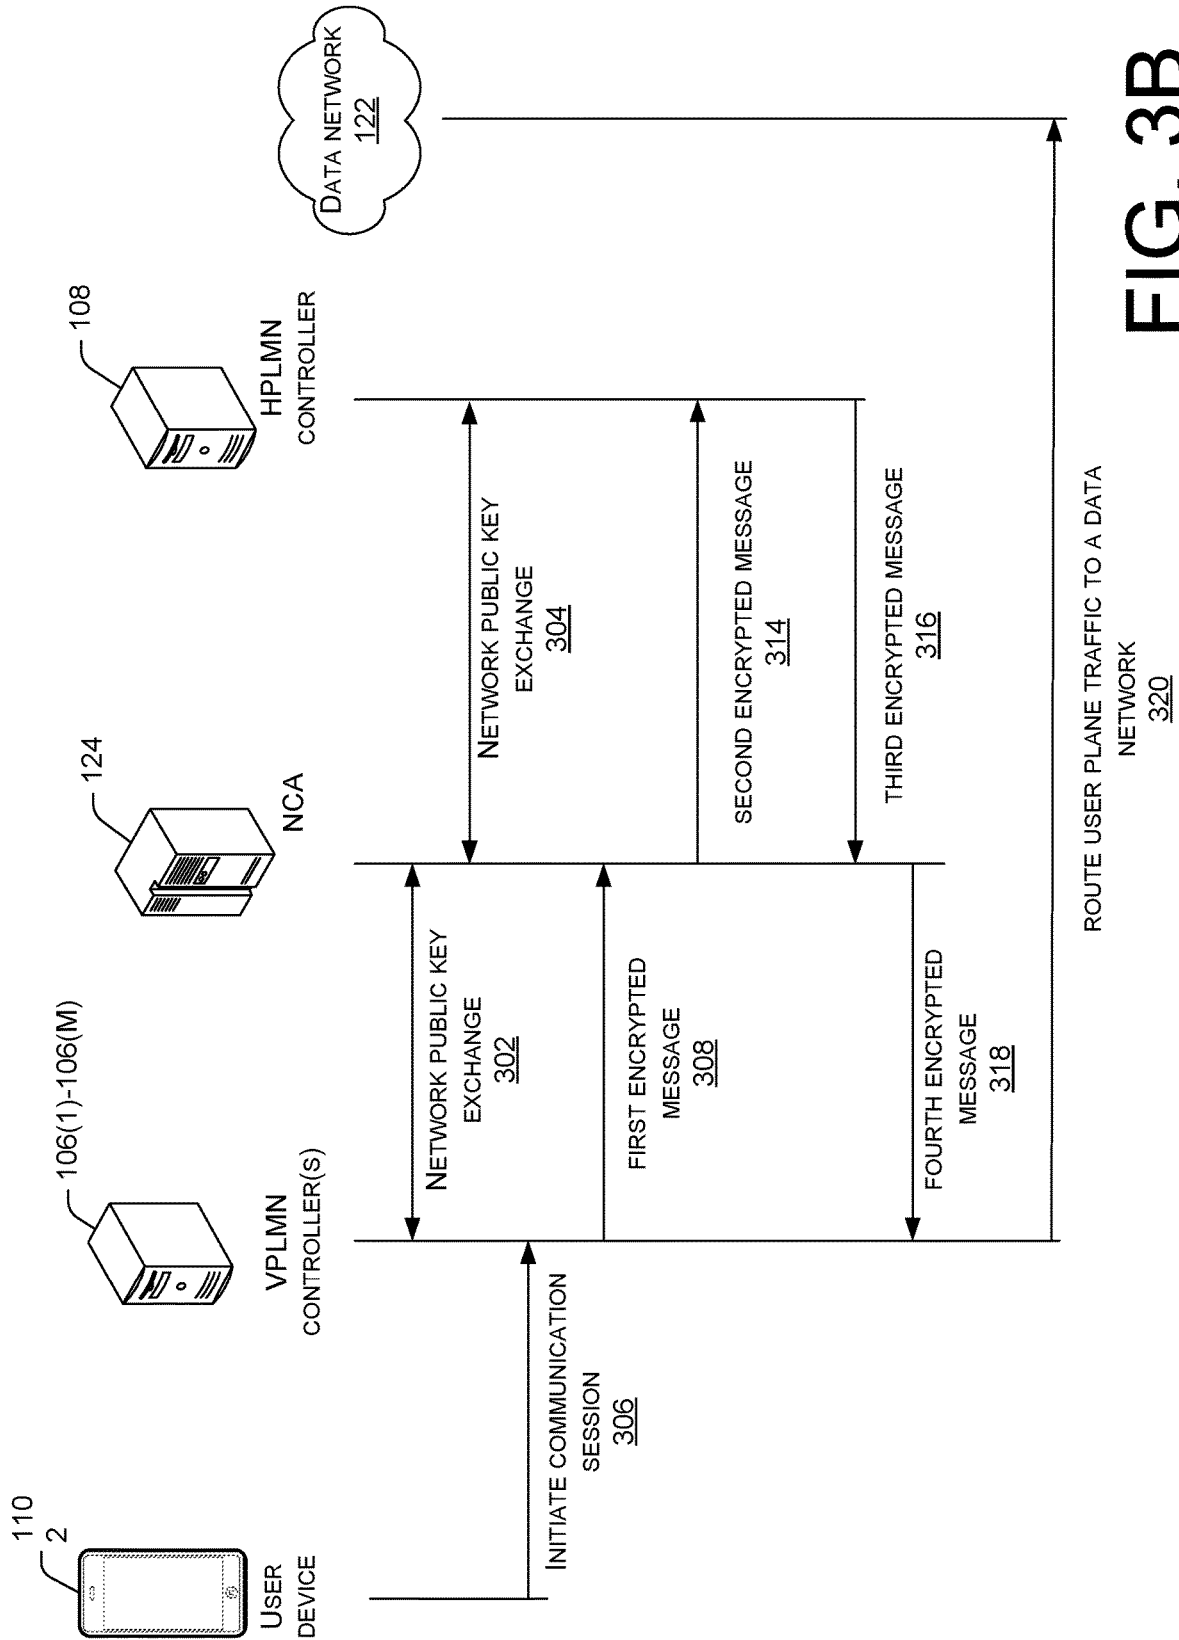 110
2
USER
DEVICE
106(1)-106(M)
VPLMN
CONTROLLER(S)
124
NCA
108
HPLMN
CONTROLLER
DATA NETWORK
122
NETWORK PUBLIC KEY
EXCHANGE
302
NETWORK PUBLIC KEY
EXCHANGE
304
INITIATE COMMUNICATION
SESSION
306
FIRST ENCRYPTED
MESSAGE
308
SECOND ENCRYPTED MESSAGE
314
THIRD ENCRYPTED MESSAGE
316
FOURTH ENCRYPTED
MESSAGE
318
ROUTE USER PLANE TRAFFIC TO A DATA
NETWORK
320
FIG. 3B